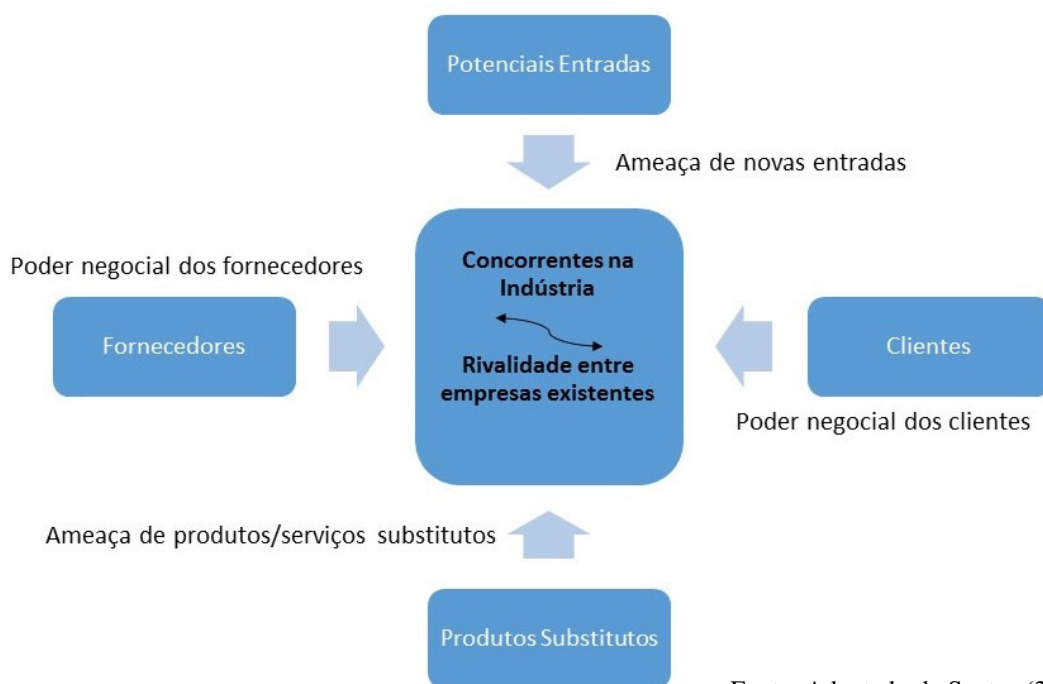 Potenciais Entradas
Ameaça de novas entradas
Poder negocial dos fornecedores
Concorrentes na
Indústria
Fornecedores
Clientes
Rivalidade entre
empresas existentes
Poder negocial dos clientes
Ameaça de produtos/serviços substitutos
Produtos Substitutos